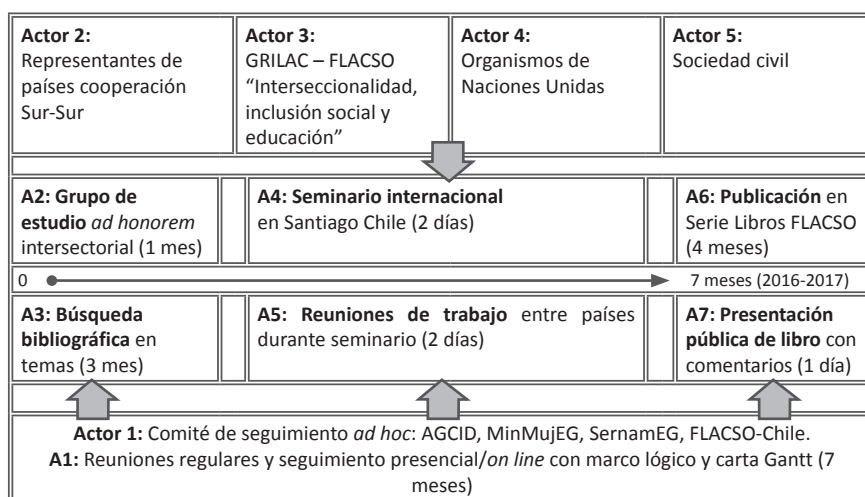 Actor 2:
Representantes de
países cooperación
Sur-Sur
Actor 3:
GRILAC – FLACSO
“Interseccionalidad,
inclusión social y
educación”
Actor 4:
Organismos de
Naciones Unidas
Actor 5:
Sociedad civil
A2: Grupo de
estudio ad honorem
intersectorial (1 mes)
A4: Seminario internacional
en Santiago Chile (2 días)
A6: Publicación en
Serie Libros FLACSO
(4 meses)
0
7 meses (2016-2017)
A3: Búsqueda
bibliográfica en
temas (3 mes)
A5: Reuniones de trabajo entre países
durante seminario (2 días)
A7: Presentación
pública de libro con
comentarios (1 día)
Actor 1: Comité de seguimiento ad hoc: AGCID, MinMujEG, SernamEG, FLACSO-Chile.
A1: Reuniones regulares y seguimiento presencial/on line con marco lógico y carta Gantt (7
meses)